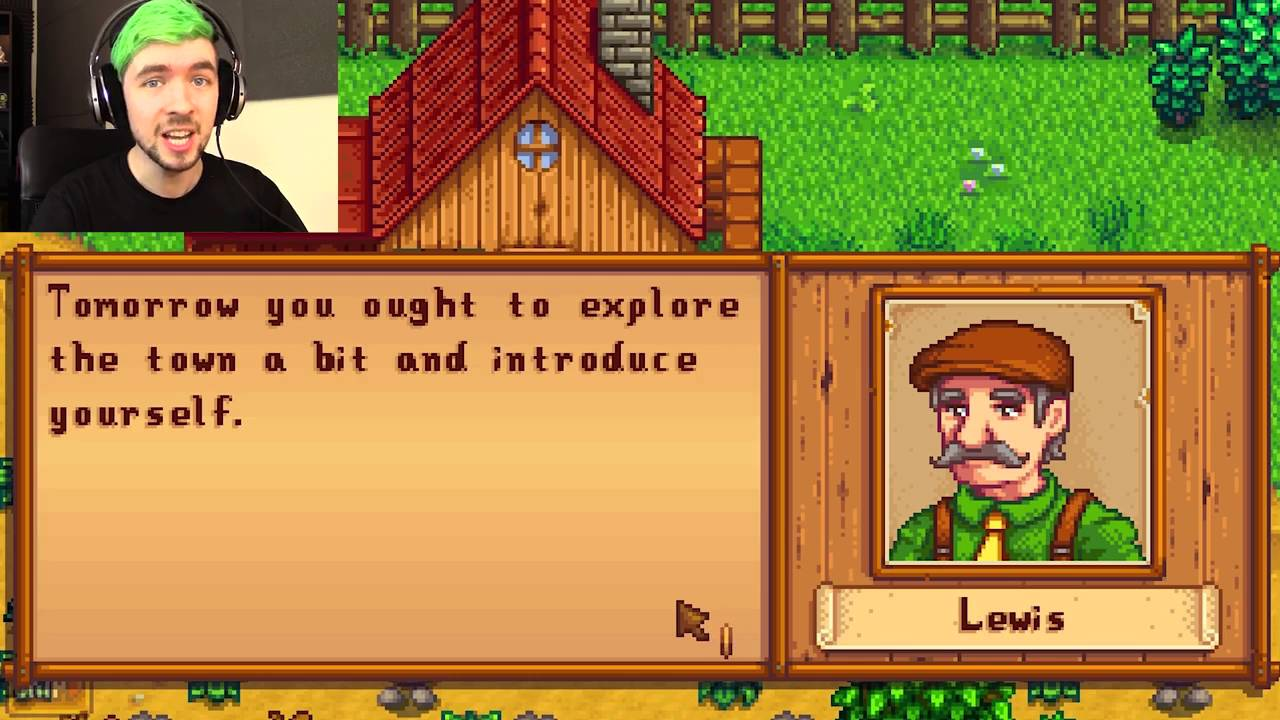 Tomorrow you ought to explore
the town a bit and introduce
yourself.
Lewis